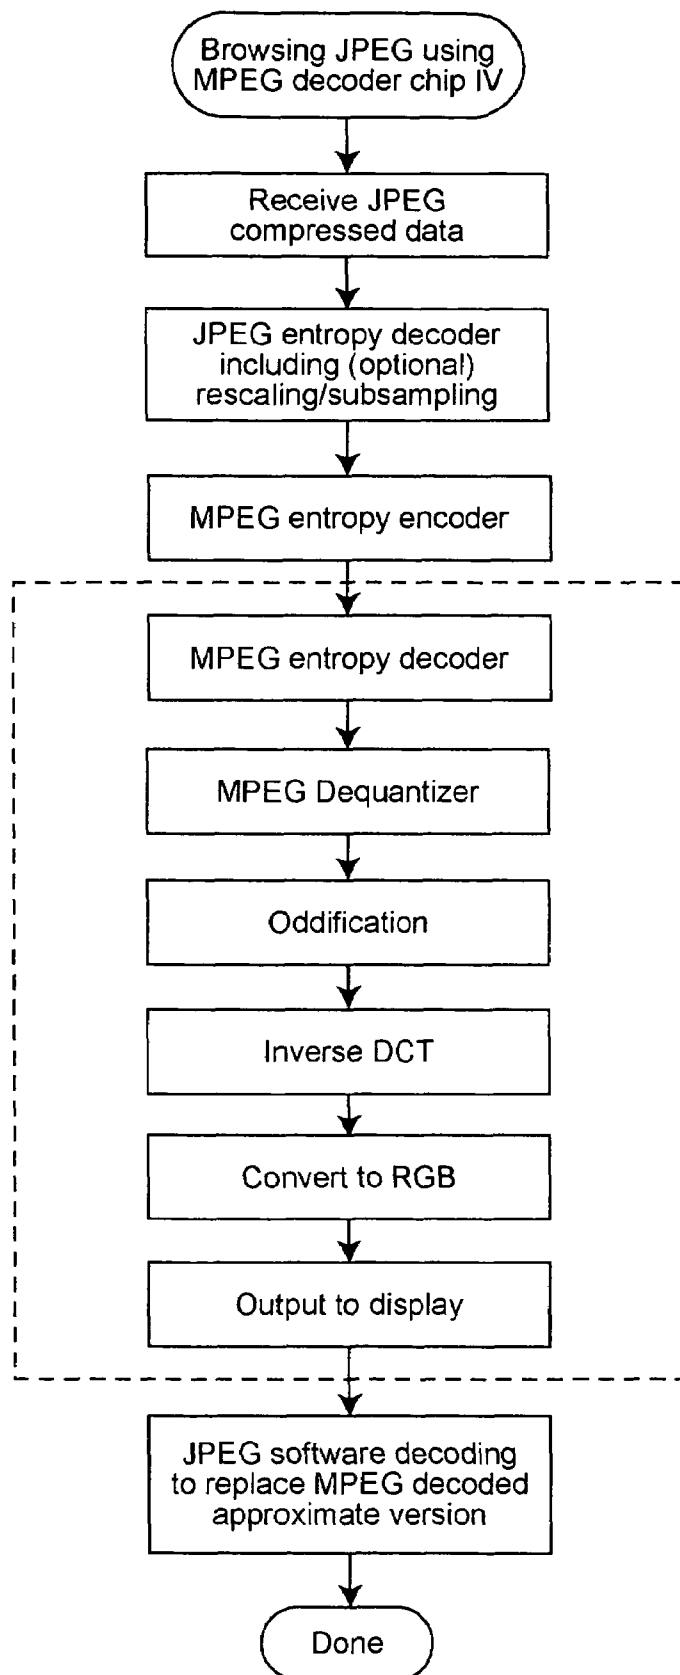 Browsing JPEG using
MPEG decoder chip IV
Receive JPEG
compressed data
JPEG entropy decoder
including (optional)
rescaling/subsampling
MPEG entropy encoder
MPEG entropy decoder
MPEG Dequantizer
Oddification
Inverse DCT
Convert to RGB
Output to display
JPEG software decoding
to replace MPEG decoded
approximate version
Done